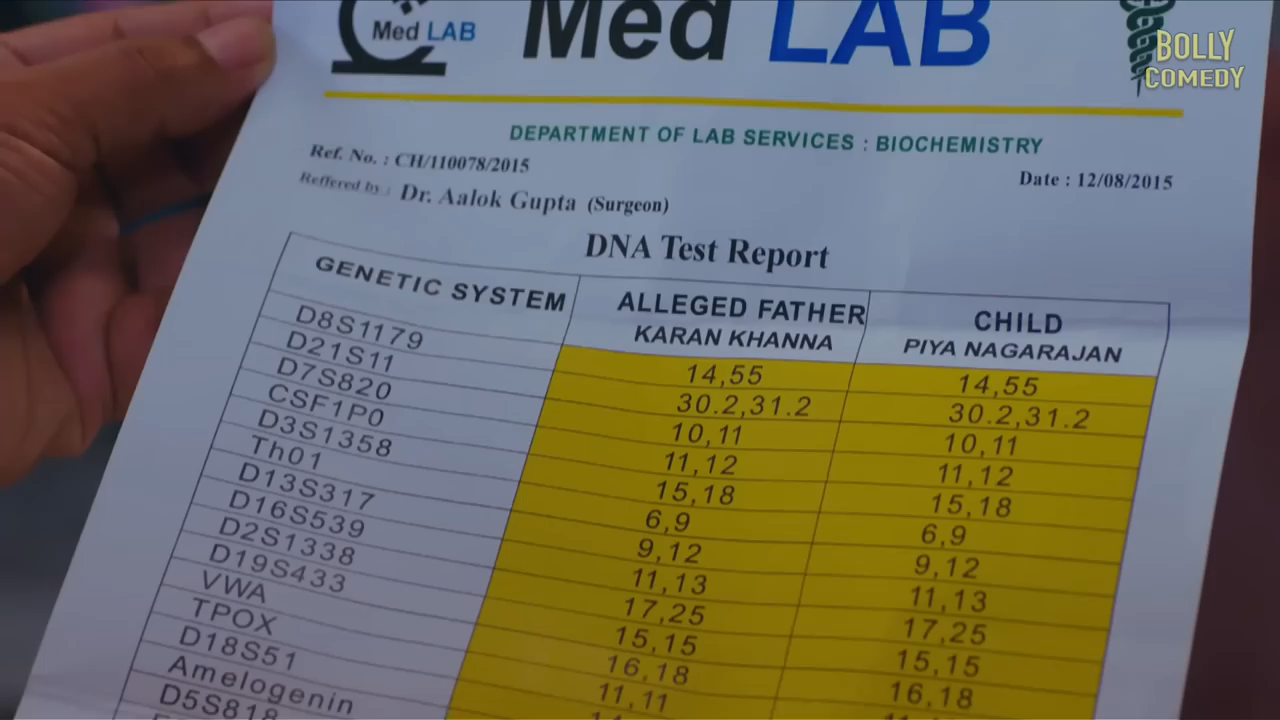 Med LAB
Med LAB
BOLLY
COMEDY
DEPARTMENT OF LAB SERVICES : BIOCHEMISTRY
Ref. No. : CH/110078/2015
Date : 12/08/2015
Reffered by : Dr. Aalok Gupta (Surgeon)
DNA Test Report
GENETIC SYSTEM ALLEGED FATHER CHILD
KARAN KHANNA PIYA NAGARAJAN
D8S1179 14,55 14,55
D21S11 30.2,31.2 30.2,31.2
D7S820 10,11 10,11
CSF1P0 11,12 11,12
D3S1358 15,18 15,18
Th01 6,9 6,9
D13S317 9,12 9,12
D16S539 11,13 11,13
D2S1338 17,25 17,25
D19S433 15,15 15,15
VWA 16,18 16,18
TPOX 11,11
D18S51
Amelogenin
D5S818